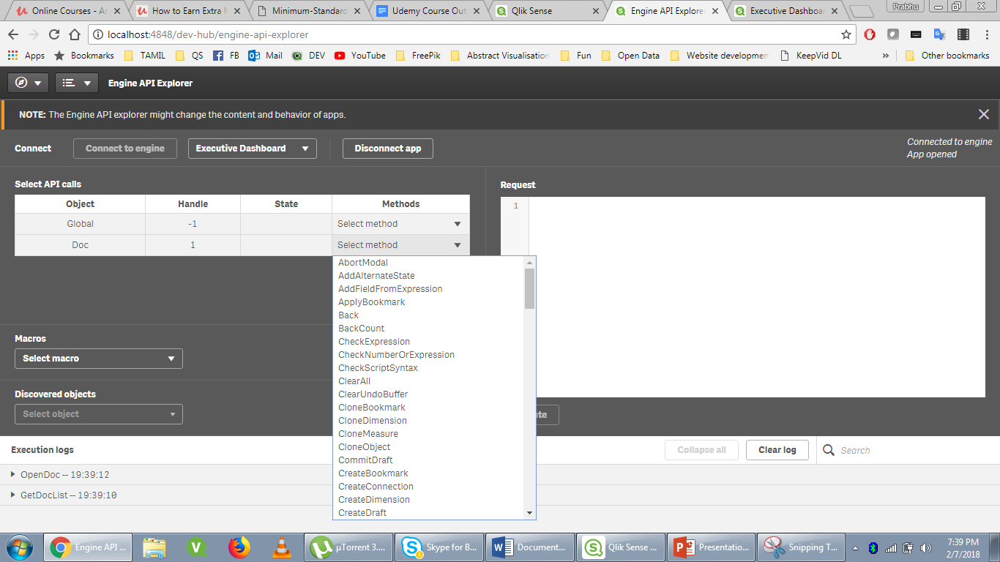 Online Courses - An
How to Earn Extra M
Minimum-Standard
Udemy Course Out
Qlik Sense
Engine API Explorer
Executive Dashboar
Prabhu
localhost:4848/dev-hub/engine-api-explorer
Apps Bookmarks TAMIL QS FB Mail DEV YouTube FreePik Abstract Visualisation Fun Open Data Website developmen KeepVid DL » Other bookmarks
Engine API Explorer
NOTE: The Engine API explorer might change the content and behavior of apps.
Connect Connect to engine Executive Dashboard Disconnect app
Connected to engine
App opened
Select API calls
Object Handle State Methods
Global -1 Select method
Doc 1 Select method
AbortModal
AddAlternateState
AddFieldFromExpression
ApplyBookmark
Back
BackCount
CheckExpression
CheckNumberOrExpression
CheckScriptSyntax
ClearAll
ClearUndoBuffer
CloneBookmark
CloneDimension
CloneMeasure
CloneObject
CommitDraft
CreateBookmark
CreateConnection
CreateDimension
CreateDraft
Request
1
Macros
Select macro
Discovered objects
Select object
te
Execution logs
Collapse all Clear log Search
OpenDoc -- 19:39:12
GetDocList -- 19:39:10
Engine API ...
µTorrent 3....
Skype for B...
Document...
Qlik Sense ...
Presentatio...
Snipping T...
7:39 PM
2/7/2018